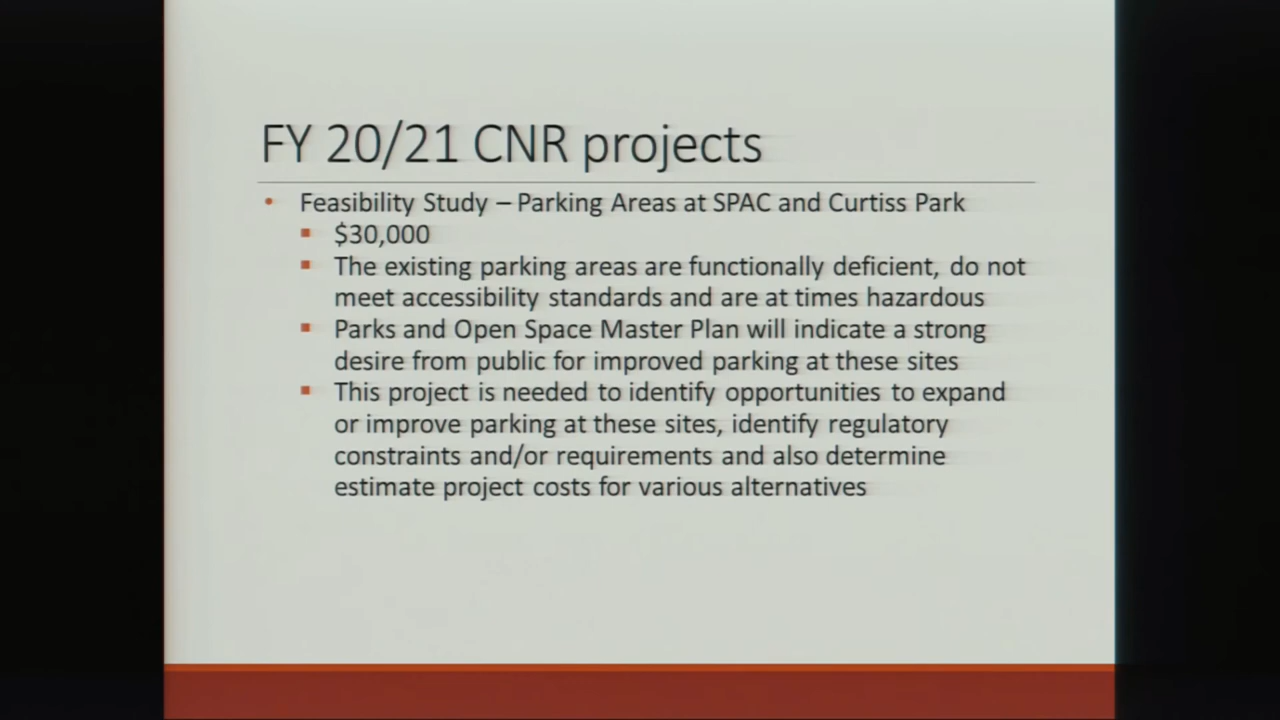 FY 20/21 CNR projects
• Feasibility Study – Parking Areas at SPAC and Curtiss Park
▪ $30,000
▪ The existing parking areas are functionally deficient, do not
meet accessibility standards and are at times hazardous
▪ Parks and Open Space Master Plan will indicate a strong
desire from public for improved parking at these sites
▪ This project is needed to identify opportunities to expand
or improve parking at these sites, identify regulatory
constraints and/or requirements and also determine
estimate project costs for various alternatives